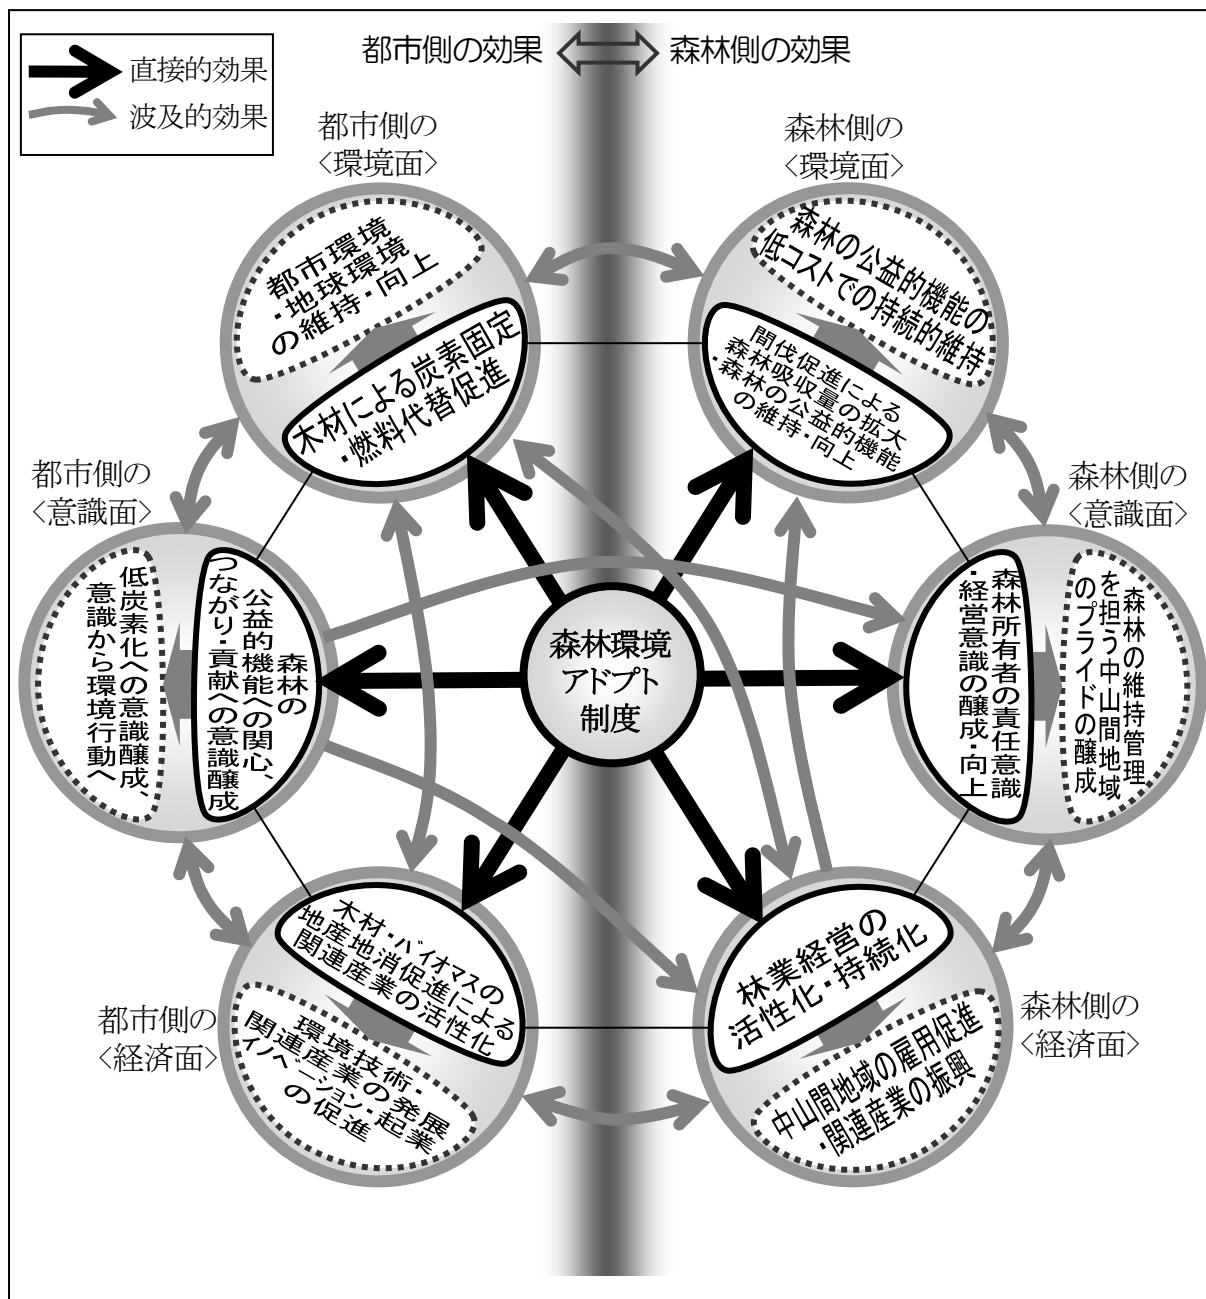 都市側の効果
森林側の効果
直接的効果
波及的効果
都市側の
〈環境面〉
森林側の
〈環境面〉
都市環境
・地球環境
の維持・向上
木材による炭素固定
・燃料代替促進
森林の公益的機能の
低コストでの持続的維持
間伐促進による
森林吸収量の拡大
・森林の公益的機能
の維持・向上
都市側の
〈意識面〉
森林側の
〈意識面〉
森林の
公益的機能への関心、
つながり・貢献への意識醸成
低炭素化への意識醸成、
意識から環境行動へ
森林環境
アドプト
制度
森林所有者の責任意識
・経営意識の醸成・向上
森林の維持管理
を担う中山間地域
のプライドの醸成
都市側の
〈経済面〉
森林側の
〈経済面〉
木材・バイオマスの
地産地消促進による
関連産業の活性化
環境技術・
関連産業の発展
イノベーション・起業
の促進
林業経営の
活性化・持続化
中山間地域の雇用促進
・関連産業の振興